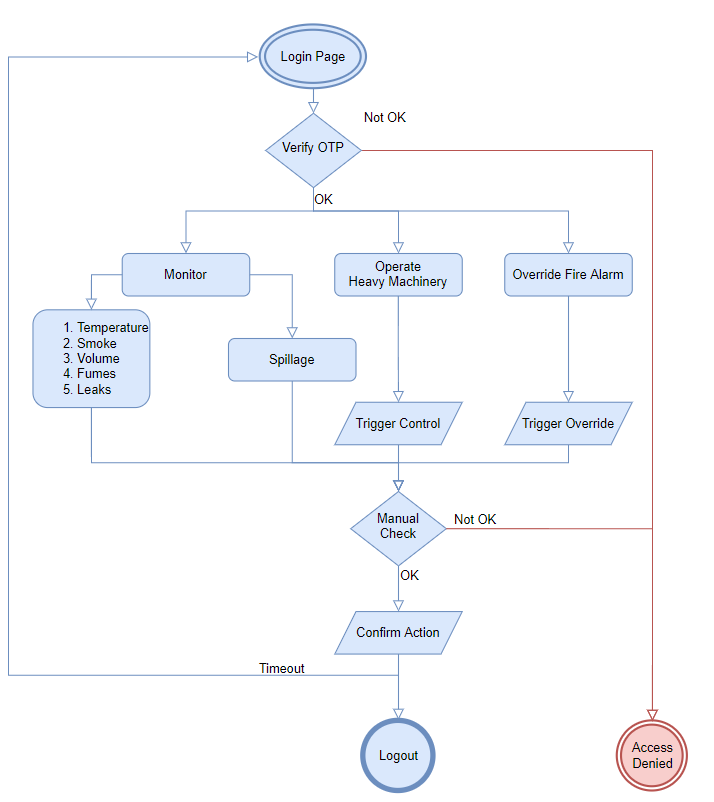 Login Page
Not OK
Verify OTP
OK
Monitor
Operate
Heavy Machinery
Override Fire Alarm
1. Temperature
2. Smoke
3. Volume
4. Fumes
5. Leaks
Spillage
Trigger Control
Trigger Override
Manual
Check
Not OK
OK
Confirm Action
Timeout
Logout
Access
Denied